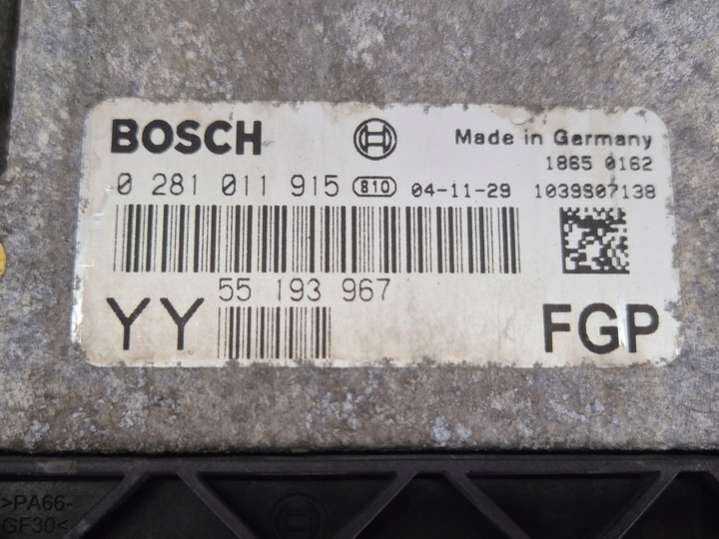 BOSCH
Made in Germany
1865 0162
0 281 011 915 810 04-11-29 1039S07138
55 193 967
YY FGP
>PA66-
GF30<